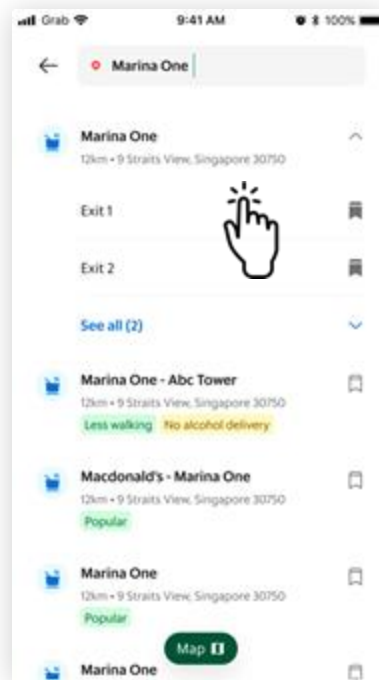 Grab 9:41 AM 100%
Marina One
Marina One
12km • 9 Straits View, Singapore 30750
Exit 1
Exit 2
See all (2)
Marina One - Abc Tower
12km • 9 Straits View, Singapore 30750
Less walking No alcohol delivery
Macdonald's - Marina One
12km • 9 Straits View, Singapore 30750
Popular
Marina One
12km • 9 Straits View, Singapore 30750
Popular
Map
Marina One